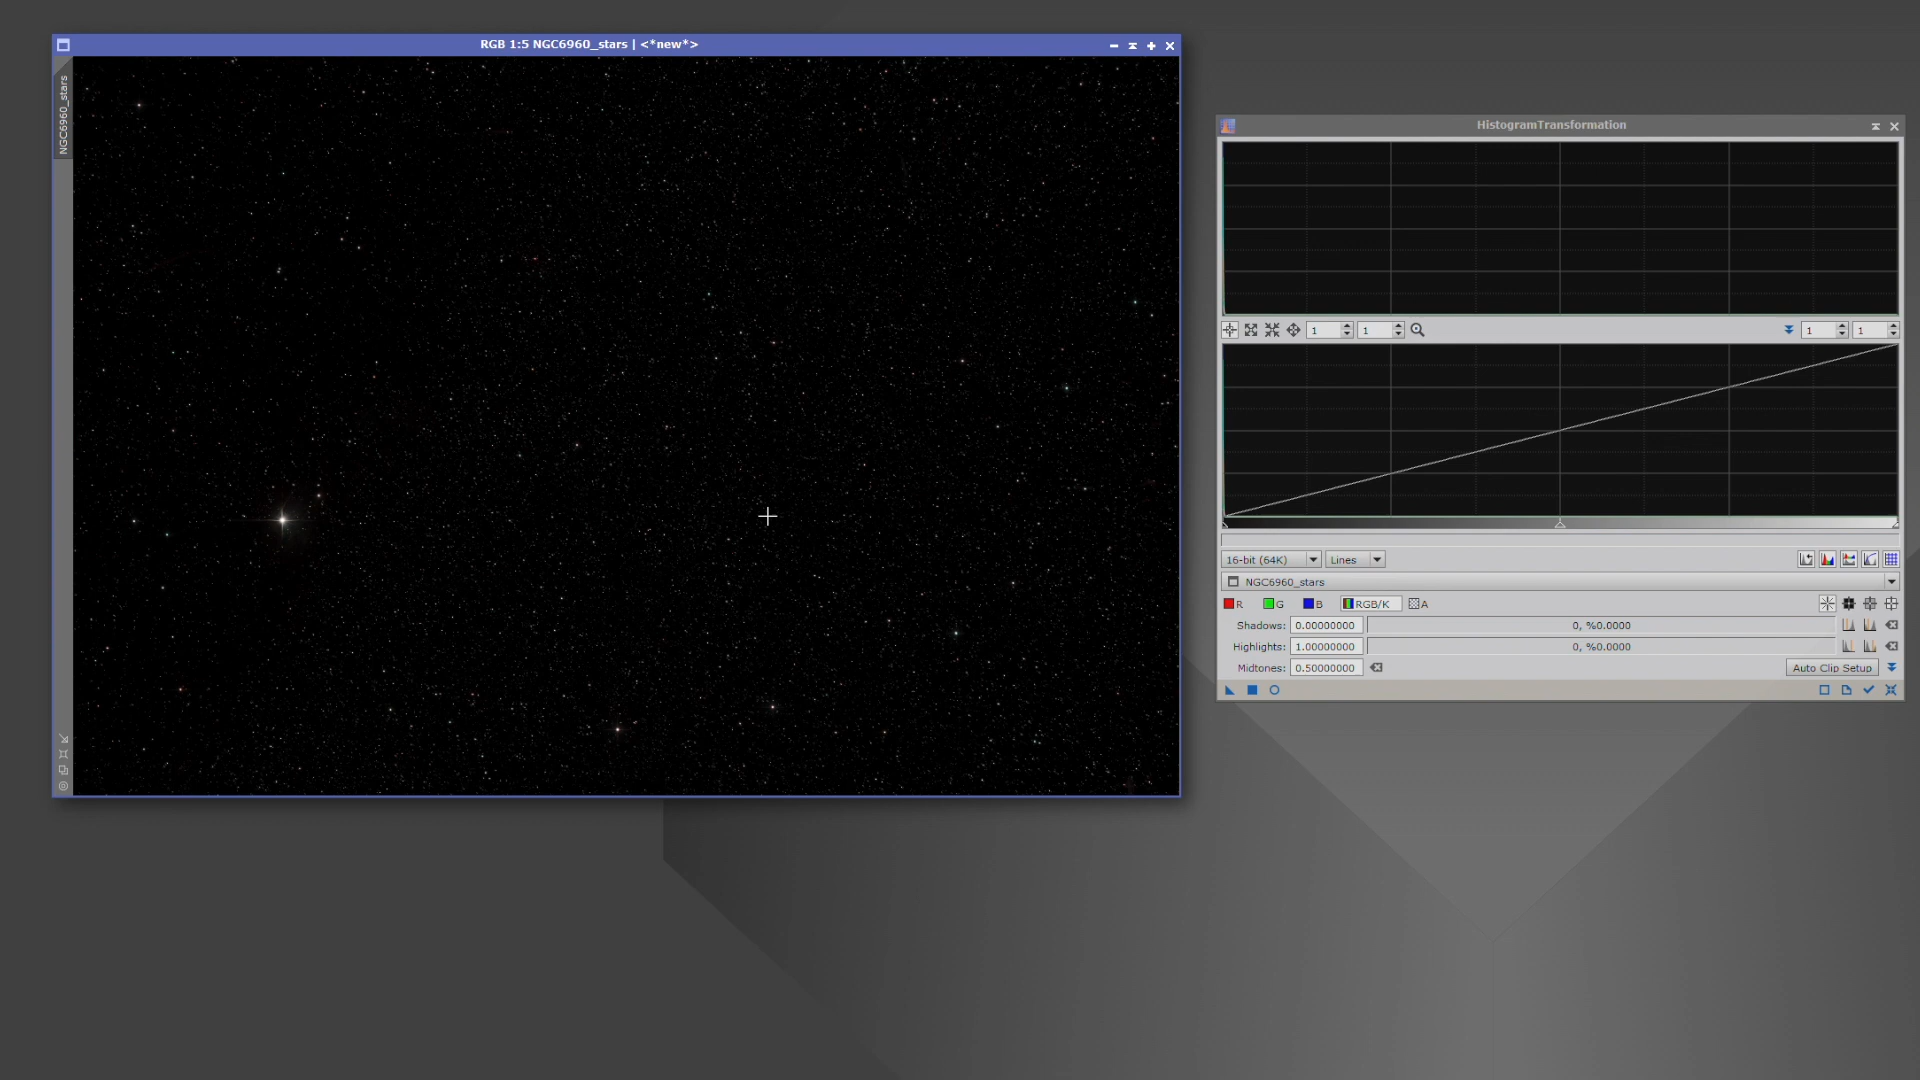 RGB 1:5 NGC6960_stars | <*new*>
NGC6960_stars
HistogramTransformation
1
1
1
1
16-bit (64K)
Lines
NGC6960_stars
R
G
B
RGB/K
A
Shadows: 0.00000000 0, %0.0000
Highlights: 1.00000000 0, %0.0000
Midtones: 0.50000000 Auto Clip Setup